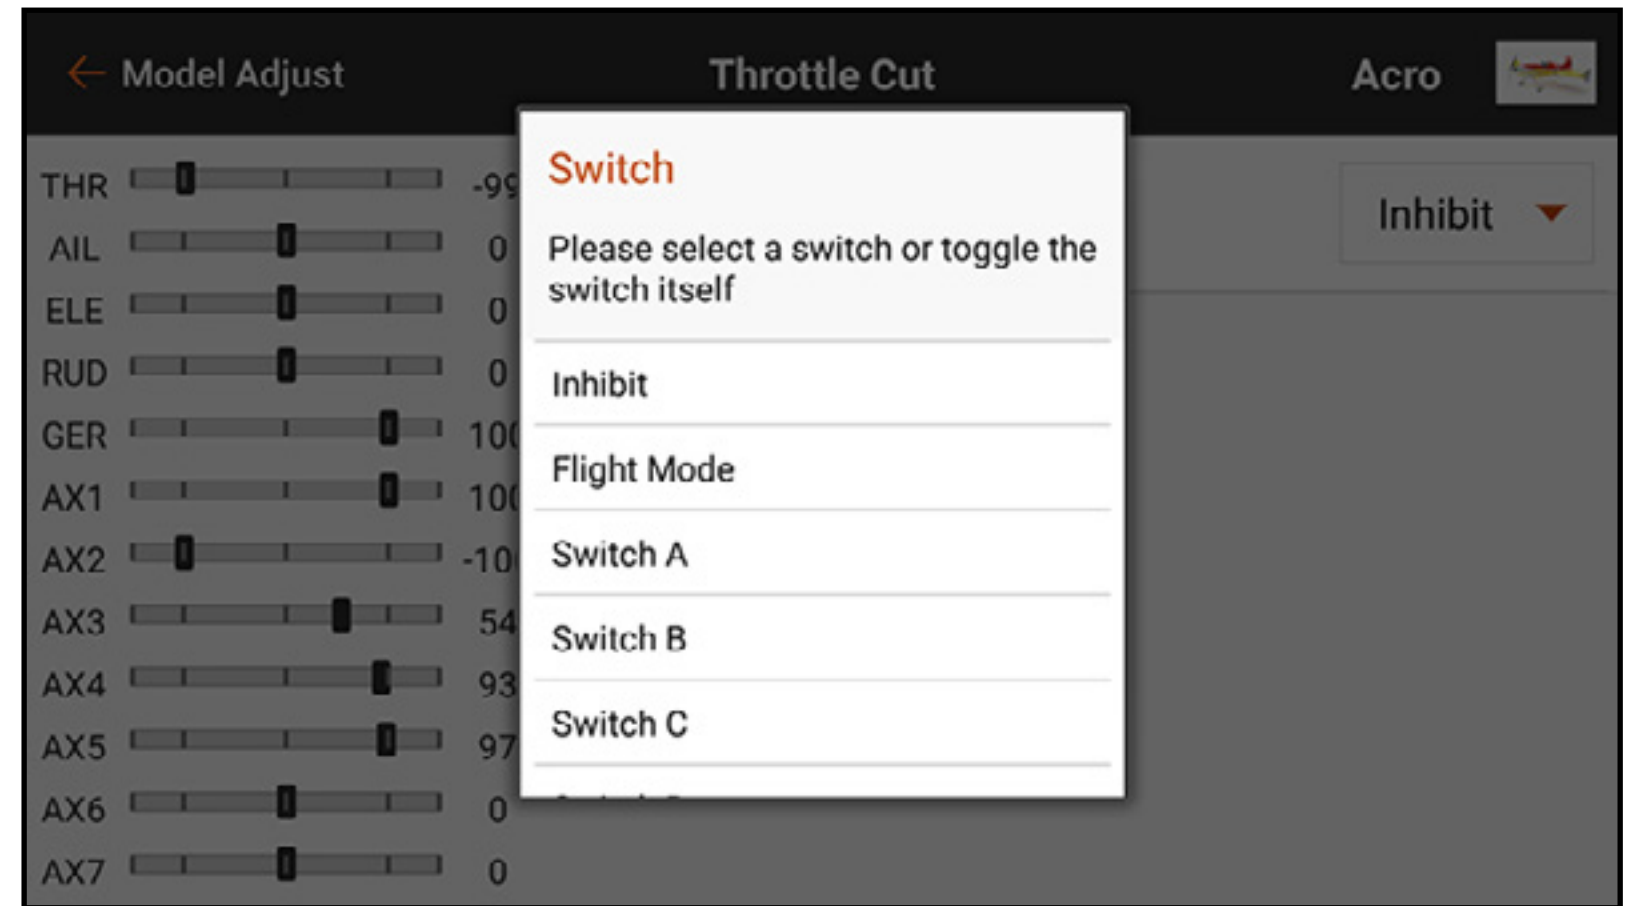 ← Model Adjust Throttle Cut Acro
THR -99
AIL 0
ELE 0
RUD 0
GER 100
AX1 100
AX2
AX3 54
AX4 93
AX5 97
AX6 0
AX7 0
Switch
Please select a switch or toggle the
switch itself
Inhibit
Flight Mode
Switch A
Switch B
Switch C
Inhibit